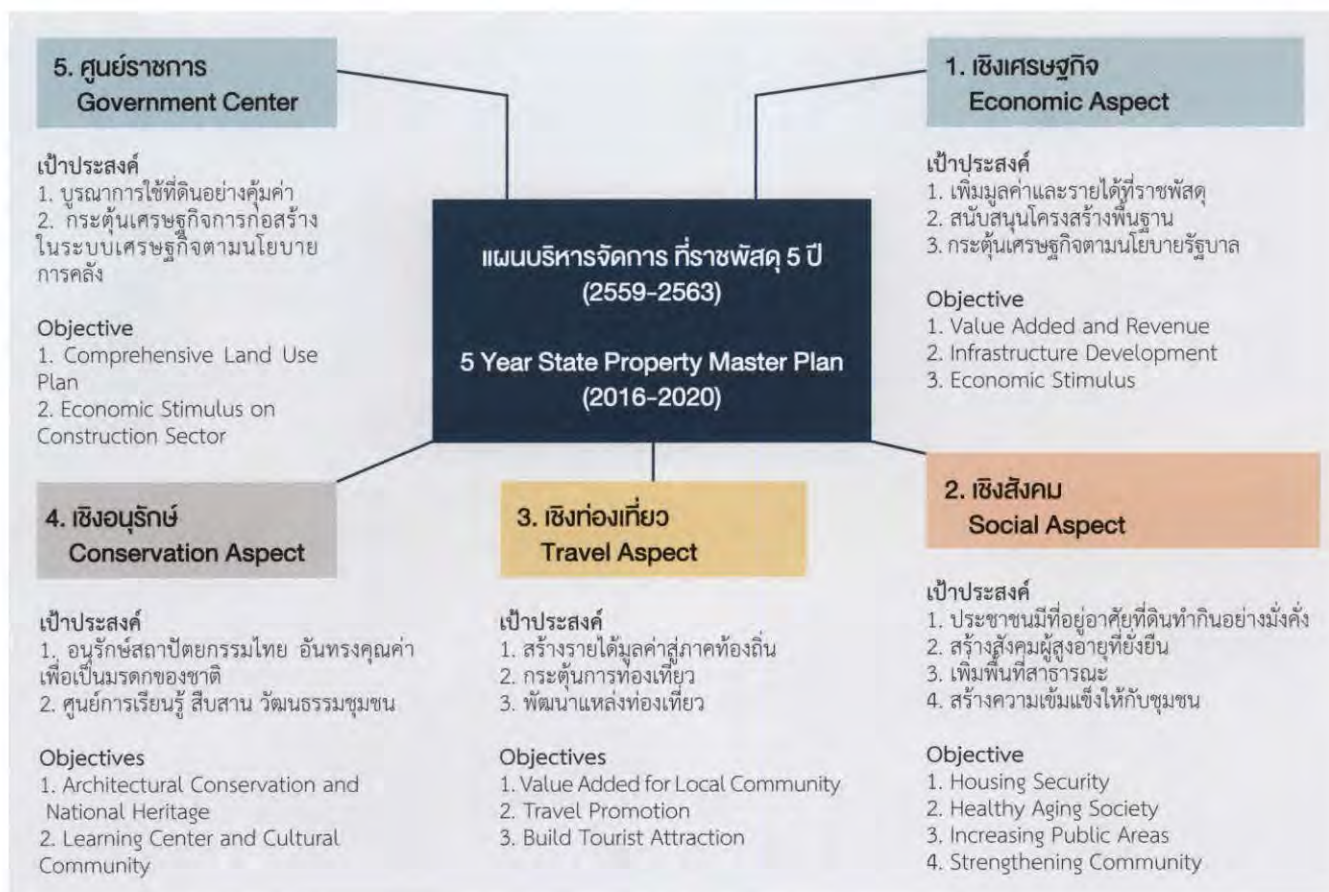 5. ศูนย์ราชการ
Government Center
เป้าประสงค์
1. บูรณาการใช้ที่ดินอย่างคุ้มค่า
2. กระตุ้นเศรษฐกิจการก่อสร้าง
ในระบบเศรษฐกิจตามนโยบาย
การคลัง
Objective
1. Comprehensive Land Use
Plan
2. Economic Stimulus on
Construction Sector
1. เชิงเศรษฐกิจ
Economic Aspect
เป้าประสงค์
1. เพิ่มมูลค่าและรายได้ที่ราชพัสดุ
2. สนับสนุนโครงสร้างพื้นฐาน
3. กระตุ้นเศรษฐกิจตามนโยบายรัฐบาล
Objective
1. Value Added and Revenue
2. Infrastructure Development
3. Economic Stimulus
แผนบริหารจัดการ ที่ราชพัสดุ 5 ปี
(2559-2563)
5 Year State Property Master Plan
(2016-2020)
4. เชิงอนุรักษ์
Conservation Aspect
เป้าประสงค์
1. อนุรักษ์สถาปัตยกรรมไทย อันทรงคุณค่า
เพื่อเป็นมรดกของชาติ
2. ศูนย์การเรียนรู้ สืบสาน วัฒนธรรมชุมชน
Objectives
1. Architectural Conservation and
National Heritage
2. Learning Center and Cultural
Community
3. เชิงท่องเที่ยว
Travel Aspect
เป้าประสงค์
1. สร้างรายได้มูลค่าสู่ภาคท้องถิ่น
2. กระตุ้นการท่องเที่ยว
3. พัฒนาแหล่งท่องเที่ยว
Objectives
1. Value Added for Local Community
2. Travel Promotion
3. Build Tourist Attraction
2. เชิงสังคม
Social Aspect
เป้าประสงค์
1. ประชาชนมีที่อยู่อาศัยที่ดินทำกินอย่างมั่งคั่ง
2. สร้างสังคมผู้สูงอายุที่ยั่งยืน
3. เพิ่มพื้นที่สาธารณะ
4. สร้างความเข้มแข็งให้กับชุมชน
Objective
1. Housing Security
2. Healthy Aging Society
3. Increasing Public Areas
4. Strengthening Community